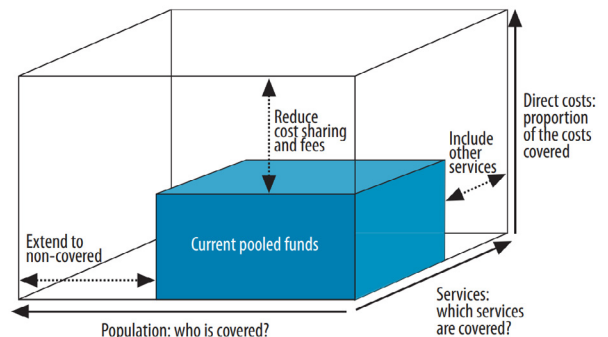 Reduce
cost sharing
and fees
Include
other
services
Direct costs:
proportion
of the costs
covered
Extend to
non-covered
Current pooled funds
Services:
which services
are covered?
Population: who is covered?